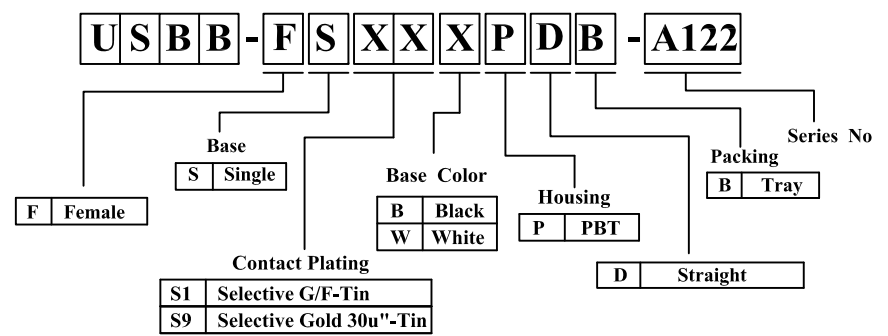 USBB-FSXXXPDB-A122
Series No
Base
S Single
Packing
B Tray
Base Color
B Black
W White
Housing
P PBT
F Female
Contact Plating
S1 Selective G/F-Tin
S9 Selective Gold 30u"-Tin
D Straight